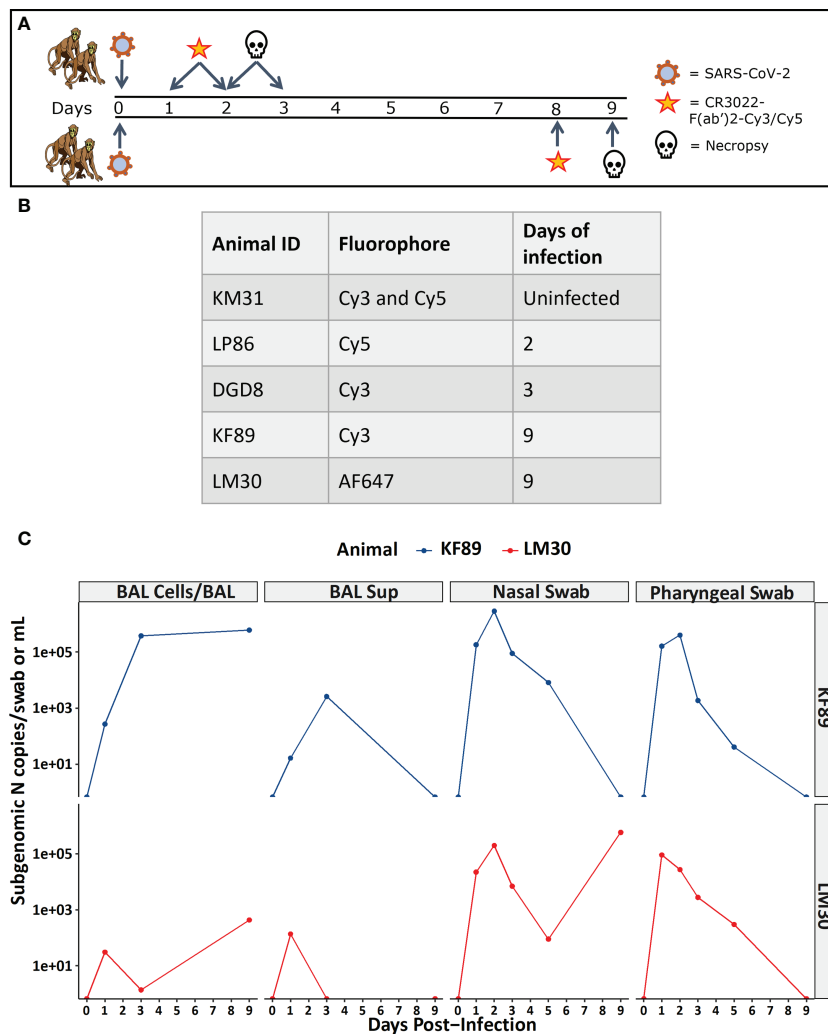 A
Days 0 1 2 3 4 5 6 7 8 9
= SARS-CoV-2
= CR3022-
F(ab')2-Cy3/Cy5
= Necropsy
B
Animal ID Fluorophore Days of
infection
KM31 Cy3 and Cy5 Uninfected
LP86 Cy5 2
DGD8 Cy3 3
KF89 Cy3 9
LM30 AF647 9
C
Animal KF89 LM30
BAL Cells/BAL BAL Sup Nasal Swab Pharyngeal Swab
Subgenomic N copies/swab or mL
1e+05
1e+03
1e+01
KF89
1e+05
1e+03
1e+01
LM30
0 1 2 3 4 5 6 7 8 9 0 1 2 3 4 5 6 7 8 9 0 1 2 3 4 5 6 7 8 9 0 1 2 3 4 5 6 7 8 9
Days Post-Infection